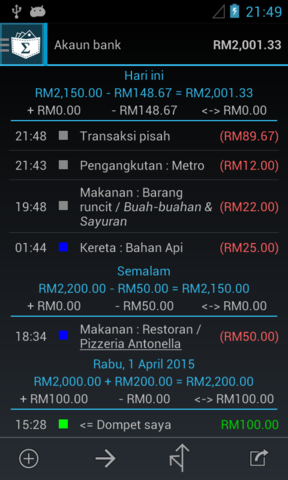 21:49
Σ
Akaun bank RM2,001.33
Hari ini
RM2,150.00 - RM148.67 = RM2,001.33
+ RM0.00 - RM148.67 <-> RM0.00
21:48 Transaksi pisah (RM89.67)
21:43 Pengangkutan : Metro (RM12.00)
Makanan : Barang
19:48 runcit / Buah-buahan & (RM22.00)
Sayuran
01:44 Kereta : Bahan Api (RM25.00)
Semalam
RM2,200.00 - RM50.00 = RM2,150.00
+ RM0.00 - RM50.00 <-> RM0.00
18:34 Makanan : Restoran / (RM50.00)
Pizzeria Antonella
Rabu, 1 April 2015
RM2,000.00 + RM200.00 = RM2,200.00
+ RM100.00 - RM0.00 <-> RM100.00
15:28 <= Dompet saya RM100.00